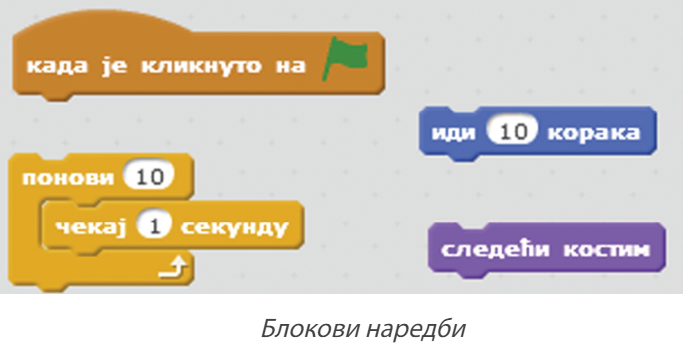 када је кликнуто на
иди 10 корака
понови 10
чекај 1 секунду
следећи костим
Блокови наредби